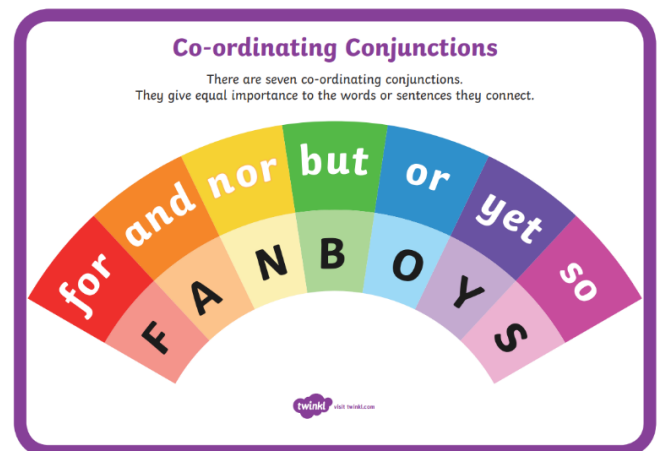 Co-ordinating Conjunctions
There are seven co-ordinating conjunctions.
They give equal importance to the words or sentences they connect.
for and nor but or yet so
F A N B O Y S
twinkl visit twinkl.com